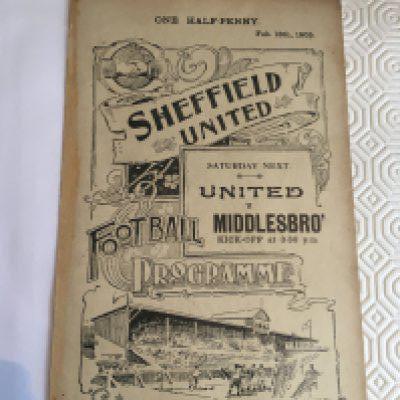 ONE HALF-PENNY.
SHEFFIELD
UNITED
SATURDAY NEXT.
UNITED
v
MIDDLESBRO'
FOOTBALL
PROGRAMME